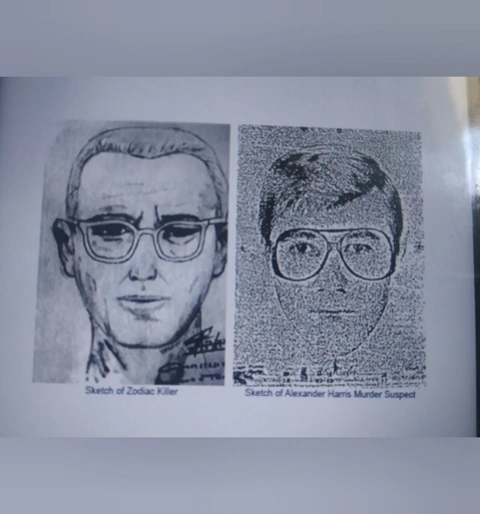 Sketch of Zodiac Killer
Sketch of Alexander Harris Murder Suspect